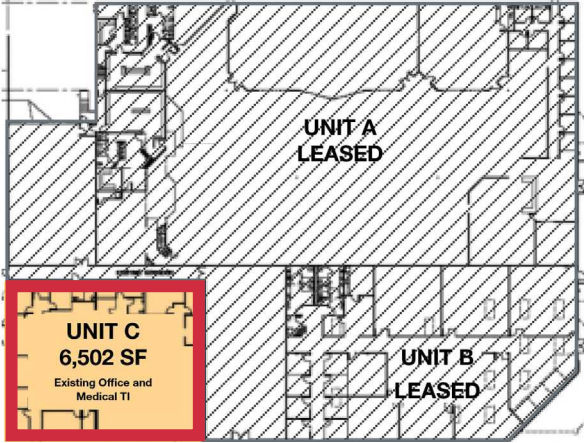 UNIT A
LEASED
UNIT C
6,502 SF
Existing Office and
Medical TI
UNIT B
LEASED